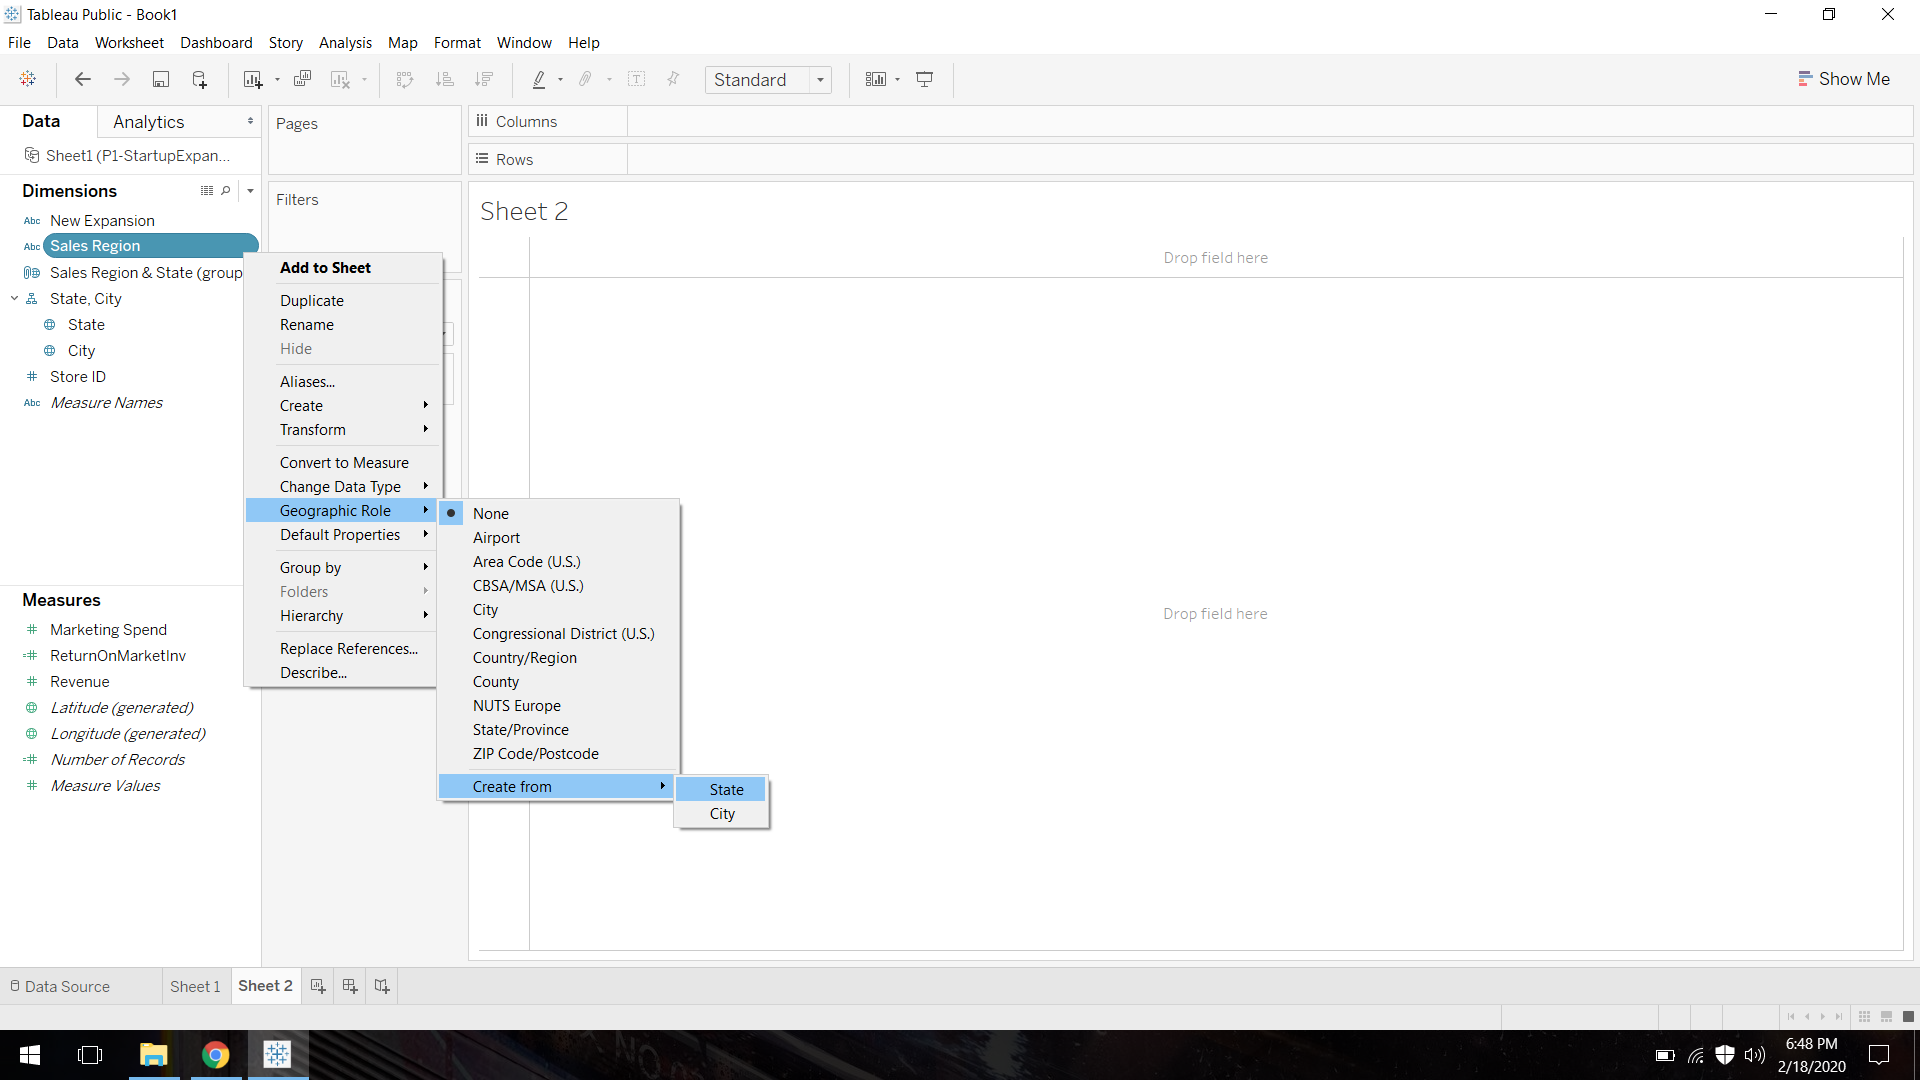 Tableau Public - Book1
File Data Worksheet Dashboard Story Analysis Map Format Window Help
Standard
Show Me
Data
Analytics
Sheet1 (P1-StartupExpan...
Dimensions
Abc New Expansion
Abc Sales Region
Sales Region & State (group
State, City
State
City
Store ID
Abc Measure Names
Measures
Marketing Spend
ReturnOnMarketInv
Revenue
Latitude (generated)
Longitude (generated)
Number of Records
Measure Values
Pages
Filters
Columns
Rows
Sheet 2
Drop field here
Drop field here
Add to Sheet
Duplicate
Rename
Hide
Aliases...
Create
Transform
Convert to Measure
Change Data Type
Geographic Role
Default Properties
Group by
Folders
Hierarchy
Replace References...
Describe...
None
Airport
Area Code (U.S.)
CBSA/MSA (U.S.)
City
Congressional District (U.S.)
Country/Region
County
NUTS Europe
State/Province
ZIP Code/Postcode
Create from
State
City
Data Source
Sheet 1
Sheet 2
6:48 PM
2/18/2020